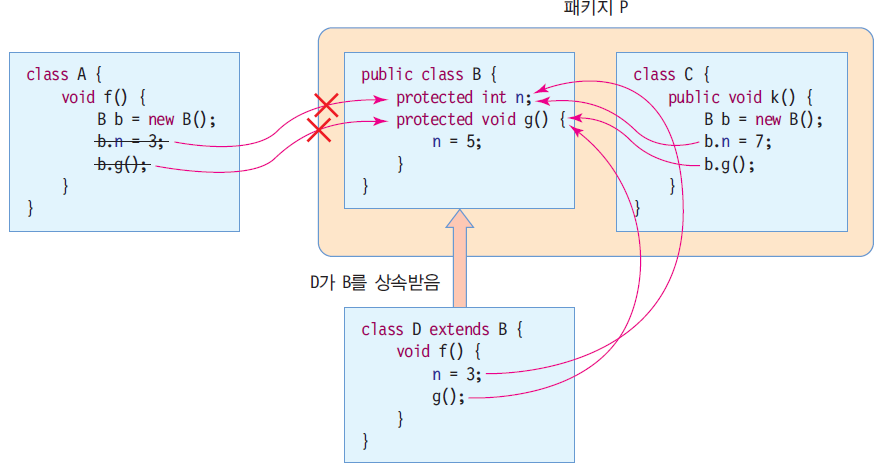 패키지 P
class A {
void f() {
B b = new B();
b.n = 3;
b.g();
}
}
public class B {
protected int n;
protected void g() {
n = 5;
}
}
class C {
public void k() {
B b = new B();
b.n = 7;
b.g();
}
}
D가 B를 상속받음
class D extends B {
void f() {
n = 3;
g();
}
}